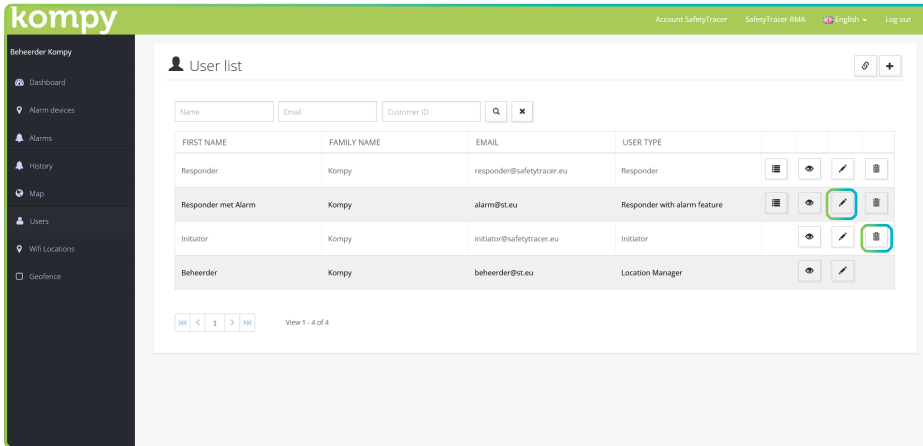 kompy
Account SafetyTracer SafetyTracer RMA English Log out
Beheerder Kompy
Dashboard
Alarm devices
Alarms
History
Map
Users
Wifi Locations
Geofence
User list
Name Email Customer ID
FIRST NAME FAMILY NAME EMAIL USER TYPE
Responder Kompy responder@safetytracer.eu Responder
Responder met Alarm Kompy alarm@st.eu Responder with alarm feature
Initiator Kompy initiator@safetytracer.eu Initiator
Beheerder Kompy beheerder@st.eu Location Manager
1 View 1 - 4 of 4